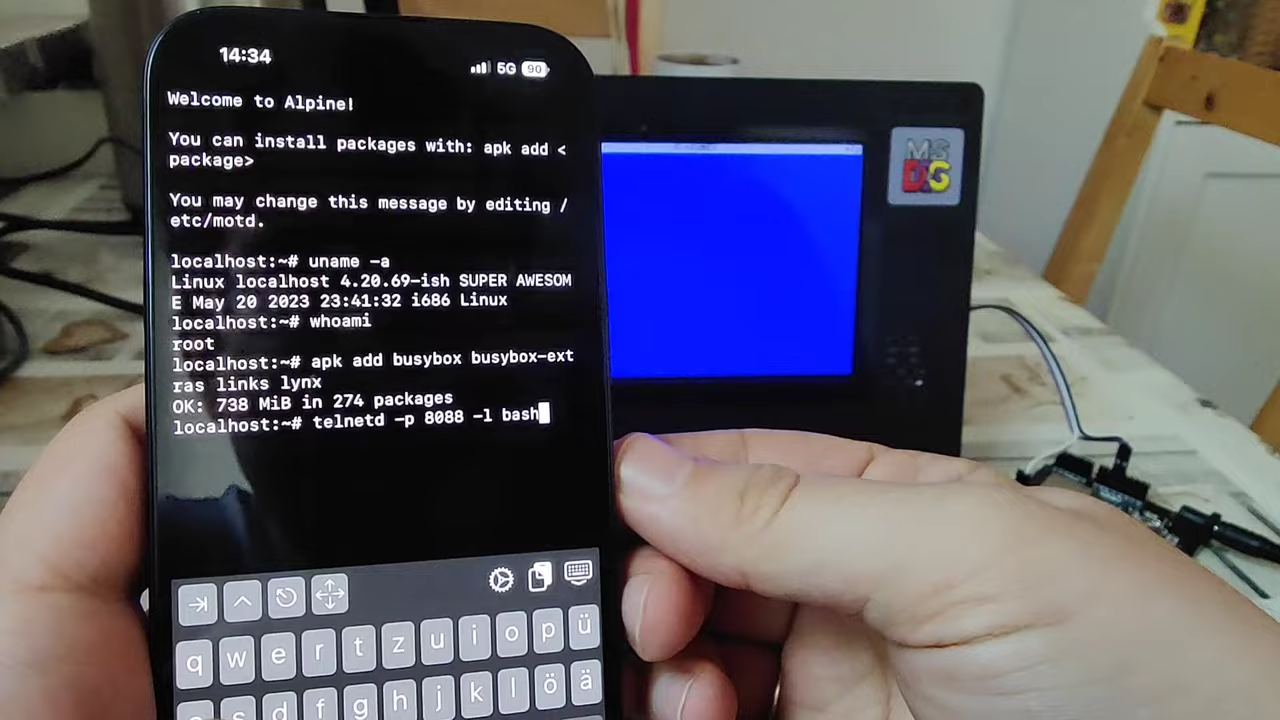 14:34
5G 90
Welcome to Alpine!
You can install packages with: apk add <
package>
You may change this message by editing /
etc/motd.
localhost:~# uname -a
Linux localhost 4.20.69-ish SUPER AWESOM
E May 20 2023 23:41:32 i686 Linux
localhost:~# whoami
root
localhost:~# apk add busybox busybox-ext
ras links lynx
OK: 738 MiB in 274 packages
localhost:~# telnetd -p 8088 -l bash
q w e r t z u i o p ü
s d f g h j k l ö ä
MS